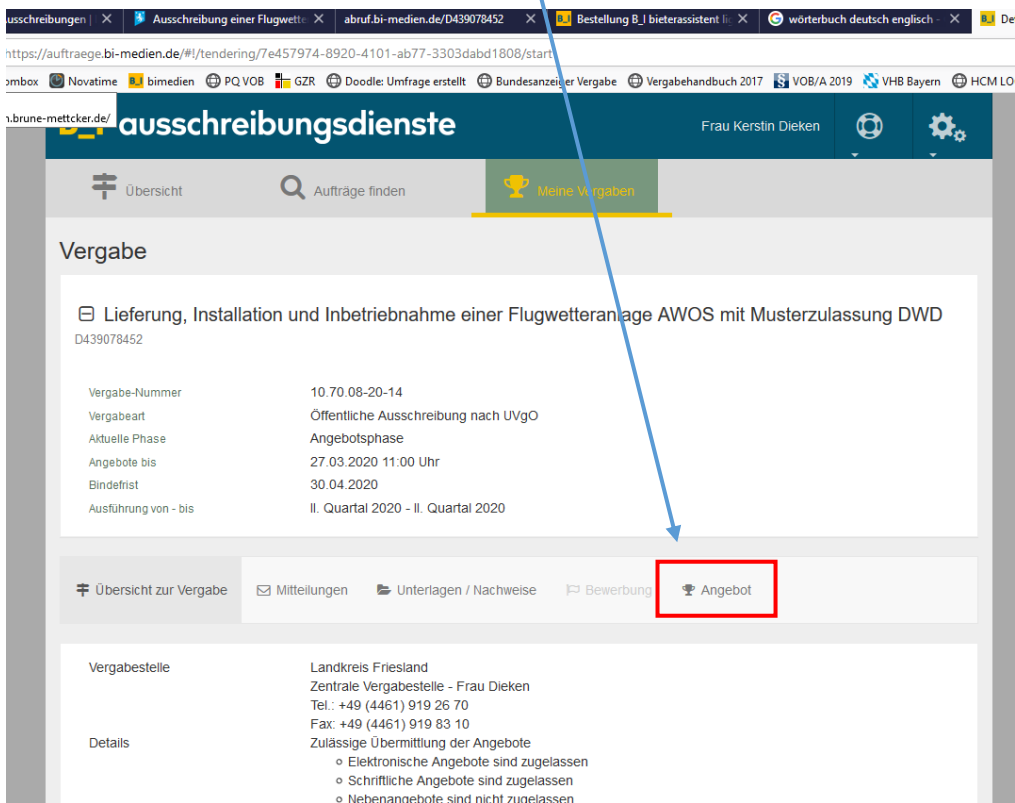 usschreibungen | Ausschreibung einer Flugwette abruf.bi-medien.de/D439078452 Bestellung B_I bieterassistent li wörterbuch deutsch englisch - De
https://auftraege.bi-medien.de/#!/tendering/7e457974-8920-4101-ab77-3303dabd1808/start
ombox Novatime bimedien PQ VOB GZR Doodle: Umfrage erstellt Bundesanzeiger Vergabe Vergabehandbuch 2017 VOB/A 2019 VHB Bayern HCM LO
n.brune-mettcker.de/
B_I ausschreibungsdienste Frau Kerstin Dieken
Übersicht Aufträge finden Meine Vergaben
Vergabe
Lieferung, Installation und Inbetriebnahme einer Flugwetteranlage AWOS mit Musterzulassung DWD
D439078452
Vergabe-Nummer 10.70.08-20-14
Vergabeart Öffentliche Ausschreibung nach UVgO
Aktuelle Phase Angebotsphase
Angebote bis 27.03.2020 11:00 Uhr
Bindefrist 30.04.2020
Ausführung von - bis II. Quartal 2020 - II. Quartal 2020
Übersicht zur Vergabe Mitteilungen Unterlagen / Nachweise Bewerbung Angebot
Vergabestelle Landkreis Friesland
Zentrale Vergabestelle - Frau Dieken
Tel.: +49 (4461) 919 26 70
Fax: +49 (4461) 919 83 10
Details Zulässige Übermittlung der Angebote
Elektronische Angebote sind zugelassen
Schriftliche Angebote sind zugelassen
Nebenangebote sind nicht zugelassen